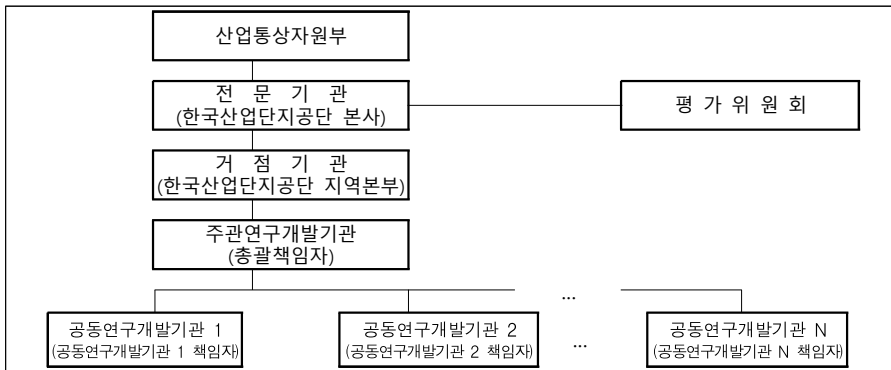 산업통상자원부
전 문 기 관
(한국산업단지공단 본사)
평 가 위 원 회
거 점 기 관
(한국산업단지공단 지역본부)
주관연구개발기관
(총괄책임자)
...
공동연구개발기관 1
(공동연구개발기관 1 책임자)
공동연구개발기관 2
(공동연구개발기관 2 책임자)
...
공동연구개발기관 N
(공동연구개발기관 N 책임자)